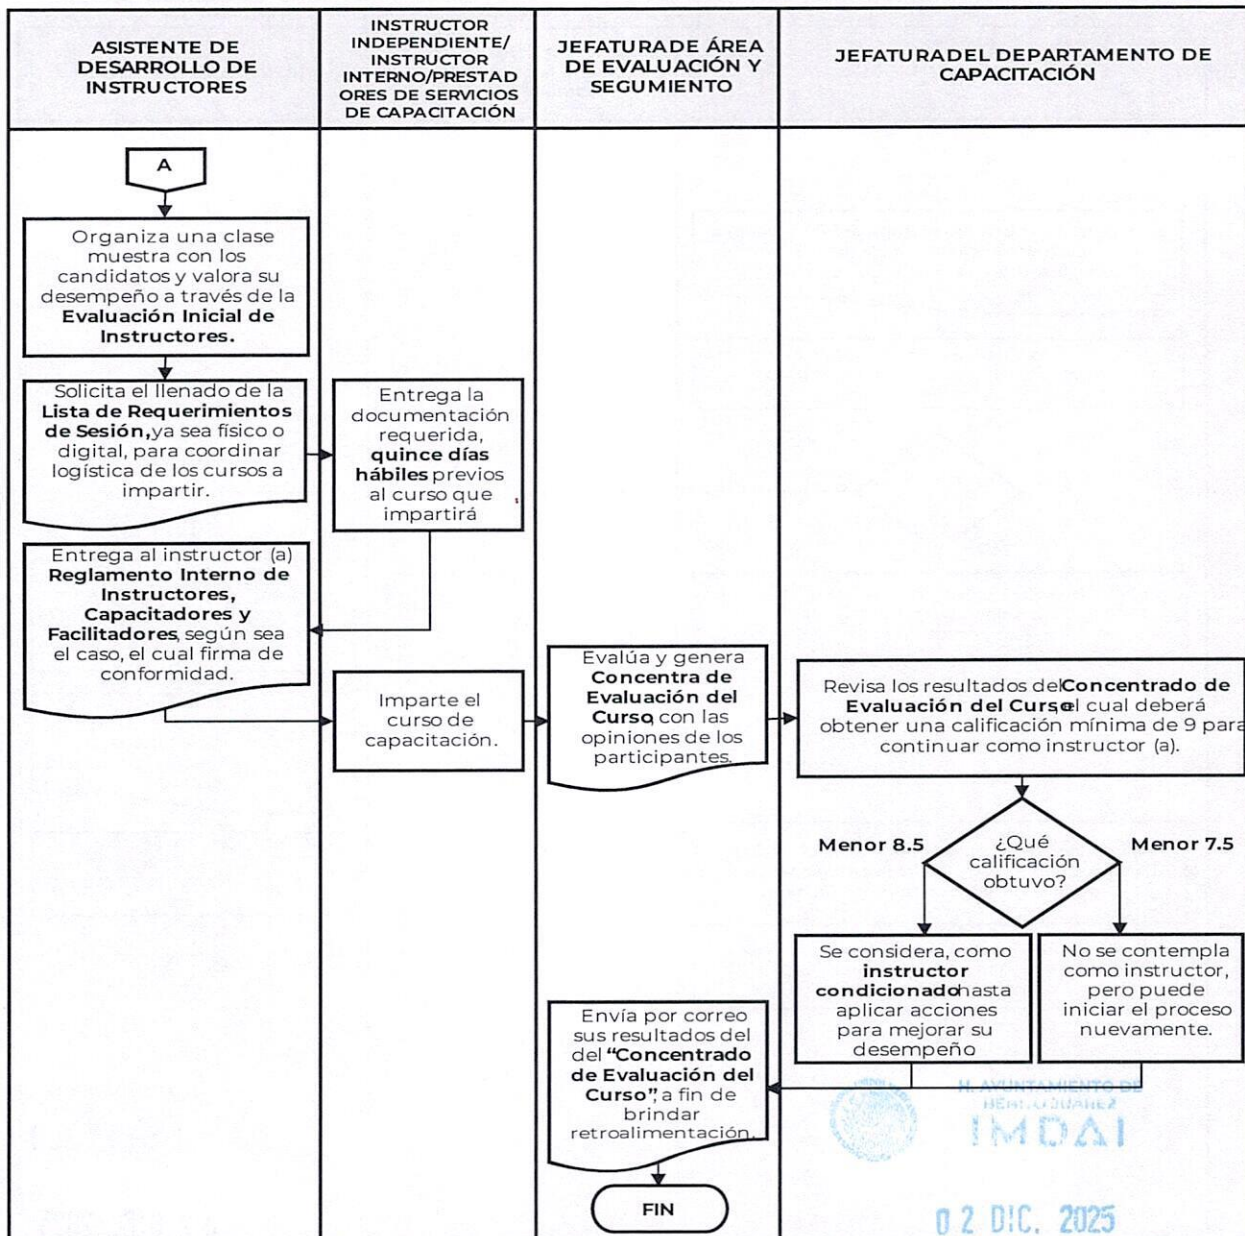 ASISTENTE DE
DESARROLLO DE
INSTRUCTORES
INSTRUCTOR
INDEPENDIENTE/
INSTRUCTOR
INTERNO/PRESTAD
ORES DE SERVICIOS
DE CAPACITACIÓN
JEFATURA DE ÁREA
DE EVALUACIÓN Y
SEGUMIENTO
JEFATURA DEL DEPARTAMENTO DE
CAPACITACIÓN
A
Organiza una clase
muestra con los
candidatos y valora su
desempeño a través de la
Evaluación Inicial de
Instructores.
Solicita el llenado de la
Lista de Requerimientos
de Sesión, ya sea físico o
digital, para coordinar
logística de los cursos a
impartir.
Entrega la
documentación
requerida,
quince días
hábiles previos
al curso que
impartirá
Entrega al instructor (a)
Reglamento Interno de
Instructores,
Capacitadores y
Facilitadores, según sea
el caso, el cual firma de
conformidad.
Imparte el
curso de
capacitación.
Evalúa y genera
Concentra de
Evaluación del
Curso, con las
opiniones de los
participantes.
Revisa los resultados del Concentrado de
Evaluación del Curso, el cual deberá
obtener una calificación mínima de 9 para
continuar como instructor (a).
Menor 8.5
¿Qué
calificación
obtuvo?
Menor 7.5
Se considera, como
instructor
condicionado hasta
aplicar acciones
para mejorar su
desempeño
No se contempla
como instructor,
pero puede
iniciar el proceso
nuevamente.
Envía por correo
sus resultados del
del "Concentrado
de Evaluación del
Curso", a fin de
brindar
retroalimentación.
FIN
H. AYUNTAMIENTO DE
BENITO JUÁREZ
IMDAI
02 DIC. 2025